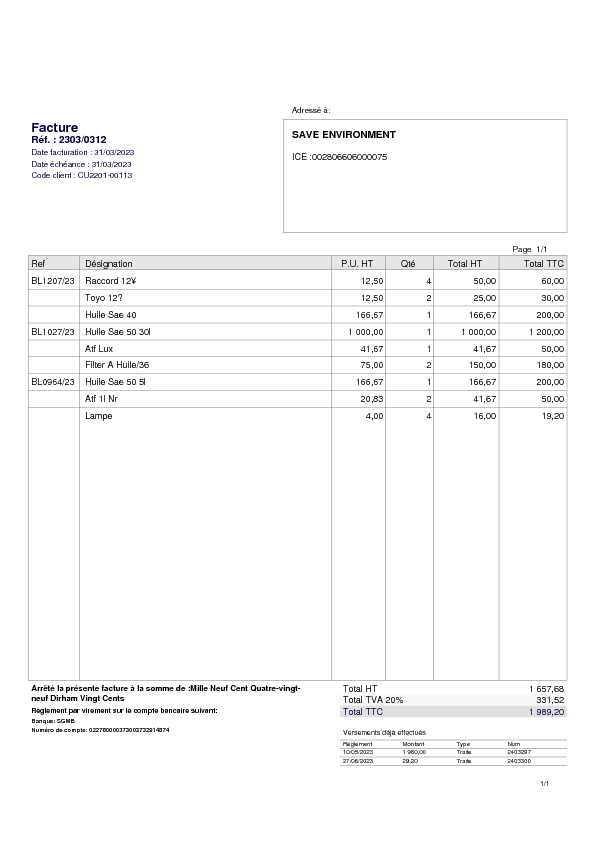 Adressé à:
Facture
Réf. : 2303/0312
Date facturation : 31/03/2023
Date échéance : 31/03/2023
Code client : CU2201-00113
SAVE ENVIRONMENT
ICE :002806606000075
Page 1/1
Ref Désignation P.U. HT Qté Total HT Total TTC
BL1207/23 Raccord 12¥ 12,50 4 50,00 60,00
Toyo 12? 12,50 2 25,00 30,00
Huile Sae 40 166,67 1 166,67 200,00
BL1027/23 Huile Sae 50 30l 1 000,00 1 1 000,00 1 200,00
Atf Lux 41,67 1 41,67 50,00
Filter A Huile/36 75,00 2 150,00 180,00
BL0964/23 Huile Sae 50 5l 166,67 1 166,67 200,00
Atf 1l Nr 20,83 2 41,67 50,00
Lampe 4,00 4 16,00 19,20
Arrêté la présente facture à la somme de :Mille Neuf Cent Quatre-vingt-
neuf Dirham Vingt Cents
Règlement par virement sur le compte bancaire suivant:
Banque: SGMB
Numéro de compte:
Total HT 1 657,68
Total TVA 20% 331,52
Total TTC 1 989,20
Versements déjà effectués
Règlement Montant Type Num
10/05/2023 1 960,00 Traite 2403297
27/06/2023 29,20 Traite 2403300
1/1